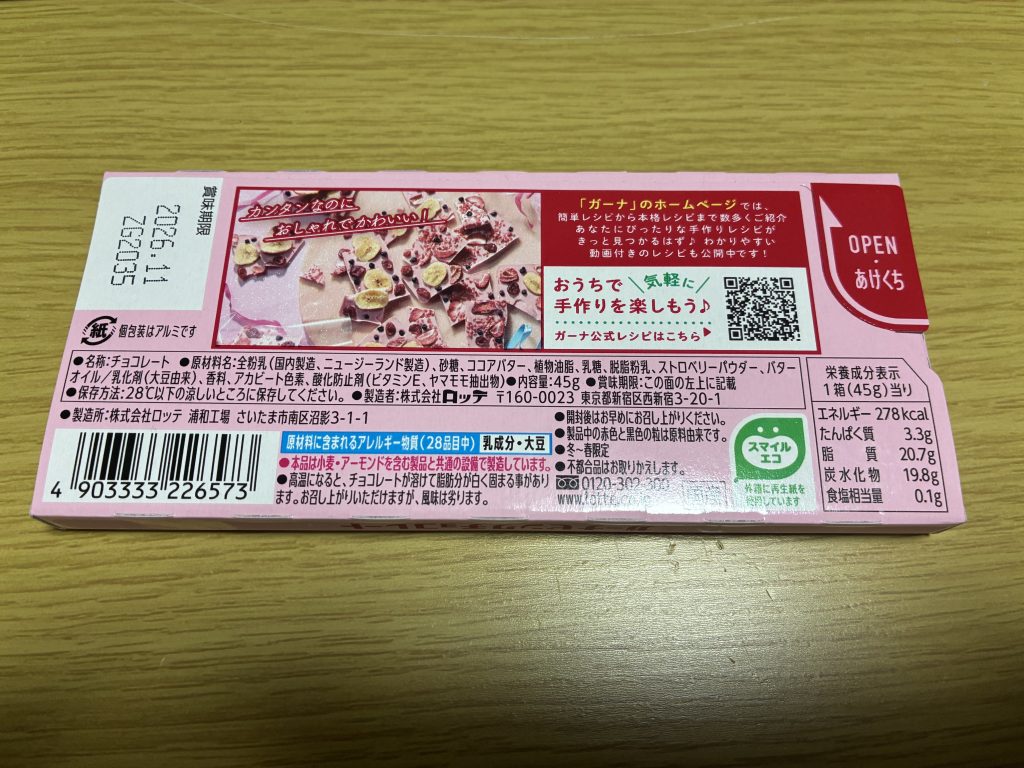 賞味期限
2026.11
ZG2035
紙
個包装はアルミです
カンタンなのに
おしゃれでかわいい!!
「ガーナ」のホームページでは、
簡単レシピから本格レシピまで数多くご紹介
あなたにぴったりな手作りレシピが
きっと見つかるはず♪ わかりやすい
動画付きのレシピも公開中です!
おうちで気軽に
手作りを楽しもう♪
ガーナ公式レシピはこちら▶
OPEN
・
あけくち
●名称:チョコレート ●原材料名:全粉乳(国内製造、ニュージーランド製造)、砂糖、ココアバター、植物油脂、乳糖、脱脂粉乳、ストロベリーパウダー、バター
オイル/乳化剤(大豆由来)、香料、アカビート色素、酸化防止剤(ビタミンE、ヤマモモ抽出物)●内容量:45g ●賞味期限:この面の左上に記載
●保存方法:28℃以下の涼しいところに保存してください。 ●製造者:株式会社ロッテ 〒160-0023 東京都新宿区西新宿3-20-1
●製造所:株式会社ロッテ 浦和工場 さいたま市南区沼影3-1-1
4 903333 226573
原材料に含まれるアレルギー物質(28品目中) 乳成分・大豆
●本品は小麦・アーモンドを含む製品と共通の設備で製造しています。
●高温になると、チョコレートが溶けて脂肪分が白く固まる事があり
ます。お召し上がりいただけますが、風味は劣ります。
●開封後はお早めにお召し上がりください。
●製品中の赤色と黒色の粒は原料由来です。
●冬〜春限定
●不都合品はお取りかえします。
0120-302-300
スマイル
エコ
外箱に再生紙を
使用しています
栄養成分表示
1箱(45g)当り
エネルギー 278kcal
たんぱく質 3.3g
脂質 20.7g
炭水化物 19.8g
食塩相当量 0.1g